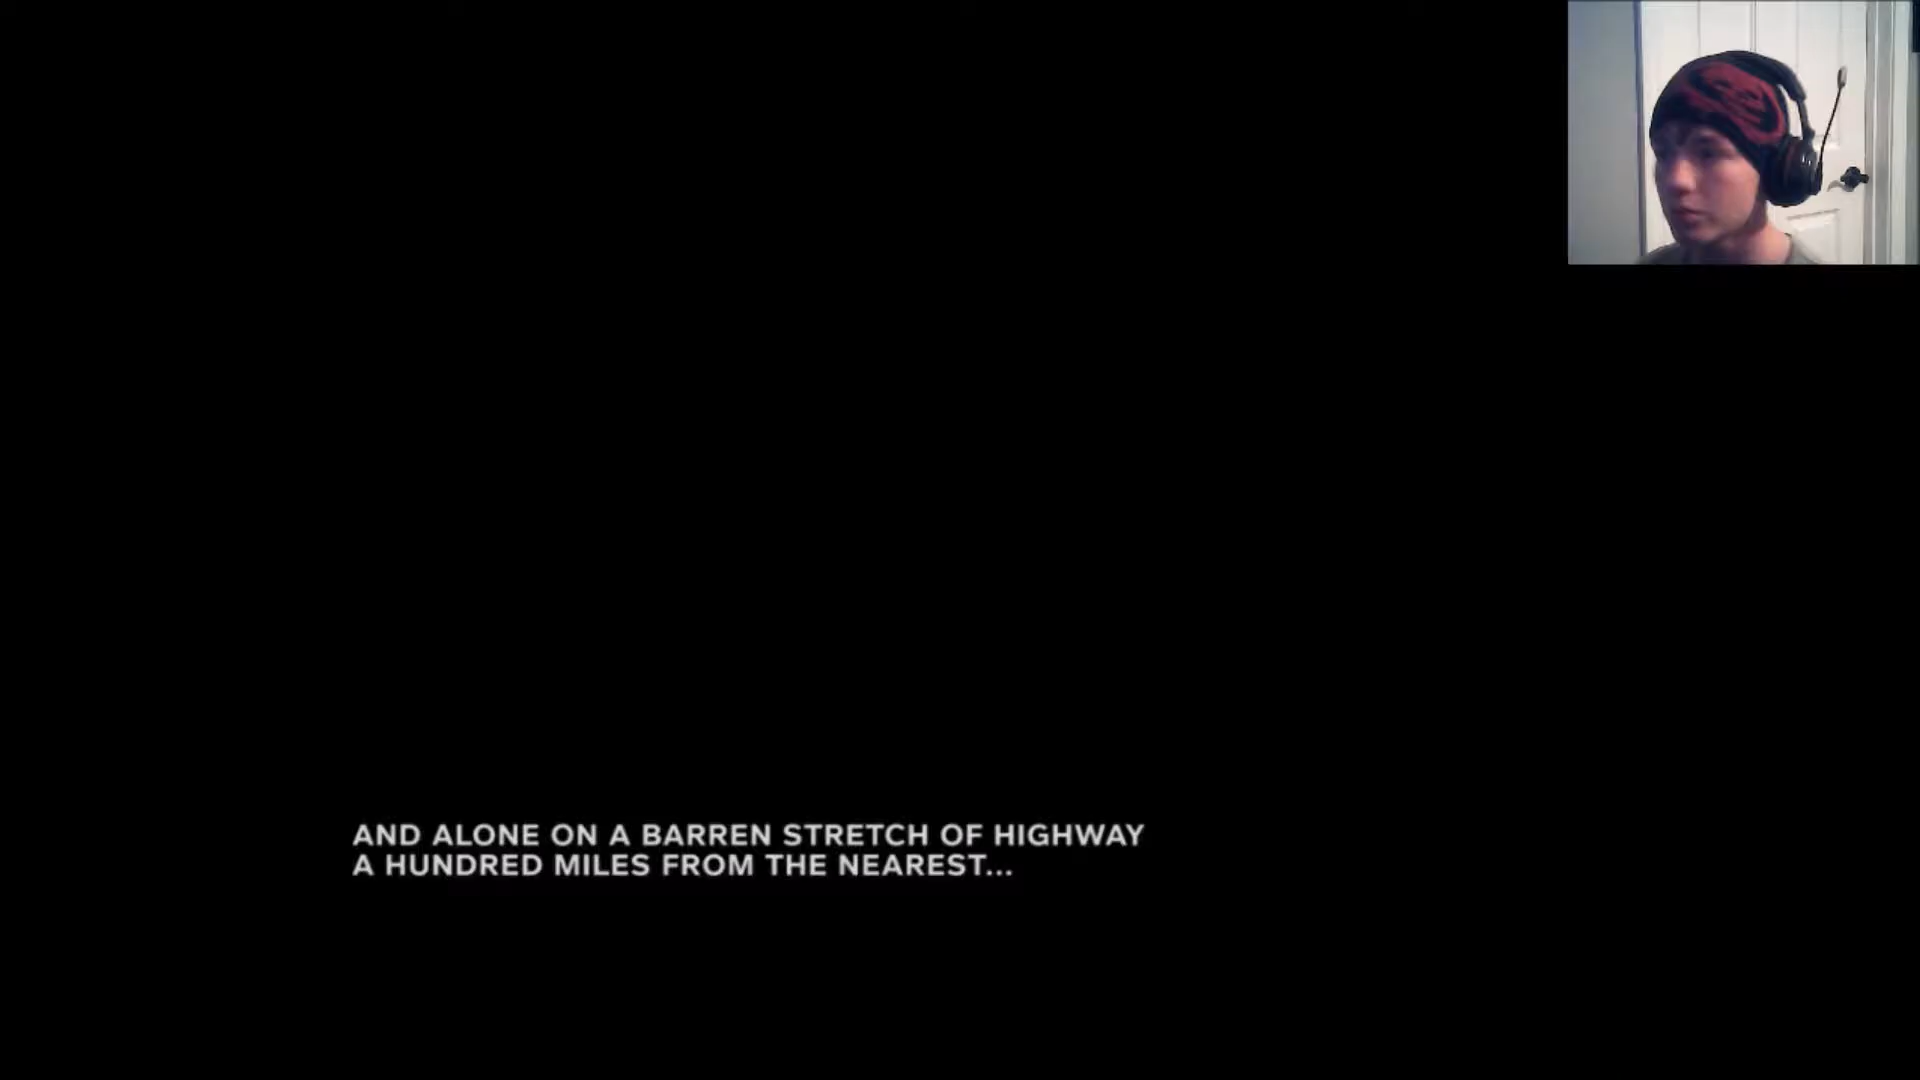 AND ALONE ON A BARREN STRETCH OF HIGHWAY
A HUNDRED MILES FROM THE NEAREST...